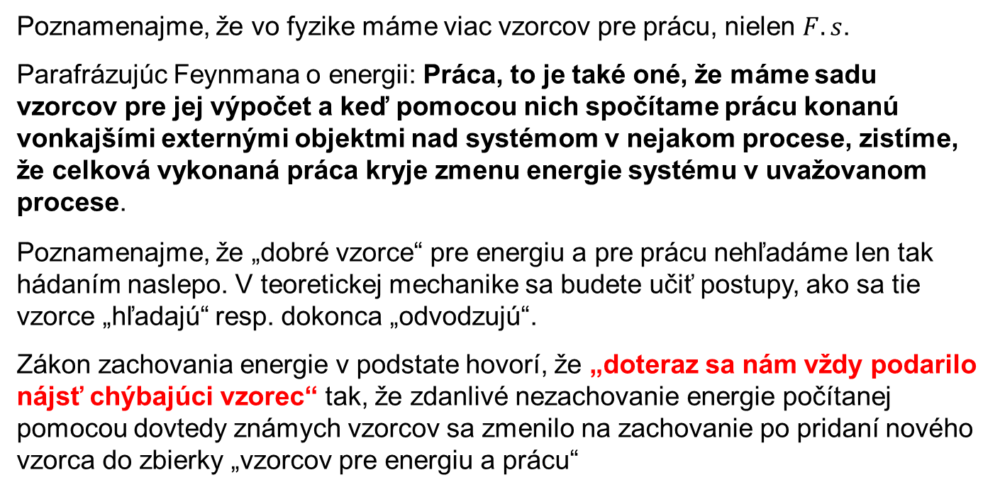 Poznamenajme, že vo fyzike máme viac vzorcov pre prácu, nielen F.s.
Parafrázujúc Feynmana o energii: Práca, to je také oné, že máme sadu
vzorcov pre jej výpočet a keď pomocou nich spočítame prácu konanú
vonkajšími externými objektmi nad systémom v nejakom procese, zistíme,
že celková vykonaná práca kryje zmenu energie systému v uvažovanom
procese.
Poznamenajme, že „dobré vzorce“ pre energiu a pre prácu nehľadáme len tak
hádaním naslepo. V teoretickej mechanike sa budete učiť postupy, ako sa tie
vzorce „hľadajú“ resp. dokonca „odvodzujú“.
Zákon zachovania energie v podstate hovorí, že „doteraz sa nám vždy podarilo
nájsť chýbajúci vzorec“ tak, že zdanlivé nezachovanie energie počítanej
pomocou dovtedy známych vzorcov sa zmenilo na zachovanie po pridaní nového
vzorca do zbierky „vzorcov pre energiu a prácu“